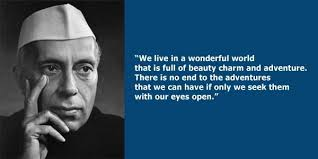 "We live in a wonderful world
that is full of beauty charm and adventure.
There is no end to the adventures
that we can have if only we seek them
with our eyes open."